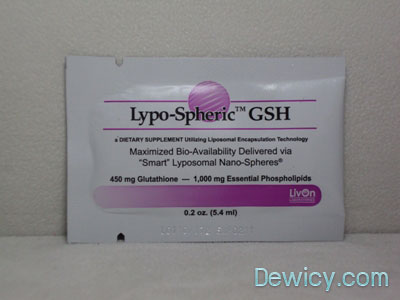 Lypo-Spheric™ GSH
a DIETARY SUPPLEMENT Utilizing Liposomal Encapsulation Technology
Maximized Bio-Availability Delivered via
"Smart" Lyposomal Nano-Spheres®
450 mg Glutathione — 1,000 mg Essential Phospholipids
LivOn
0.2 oz. (5.4 ml)
Dewicy.com